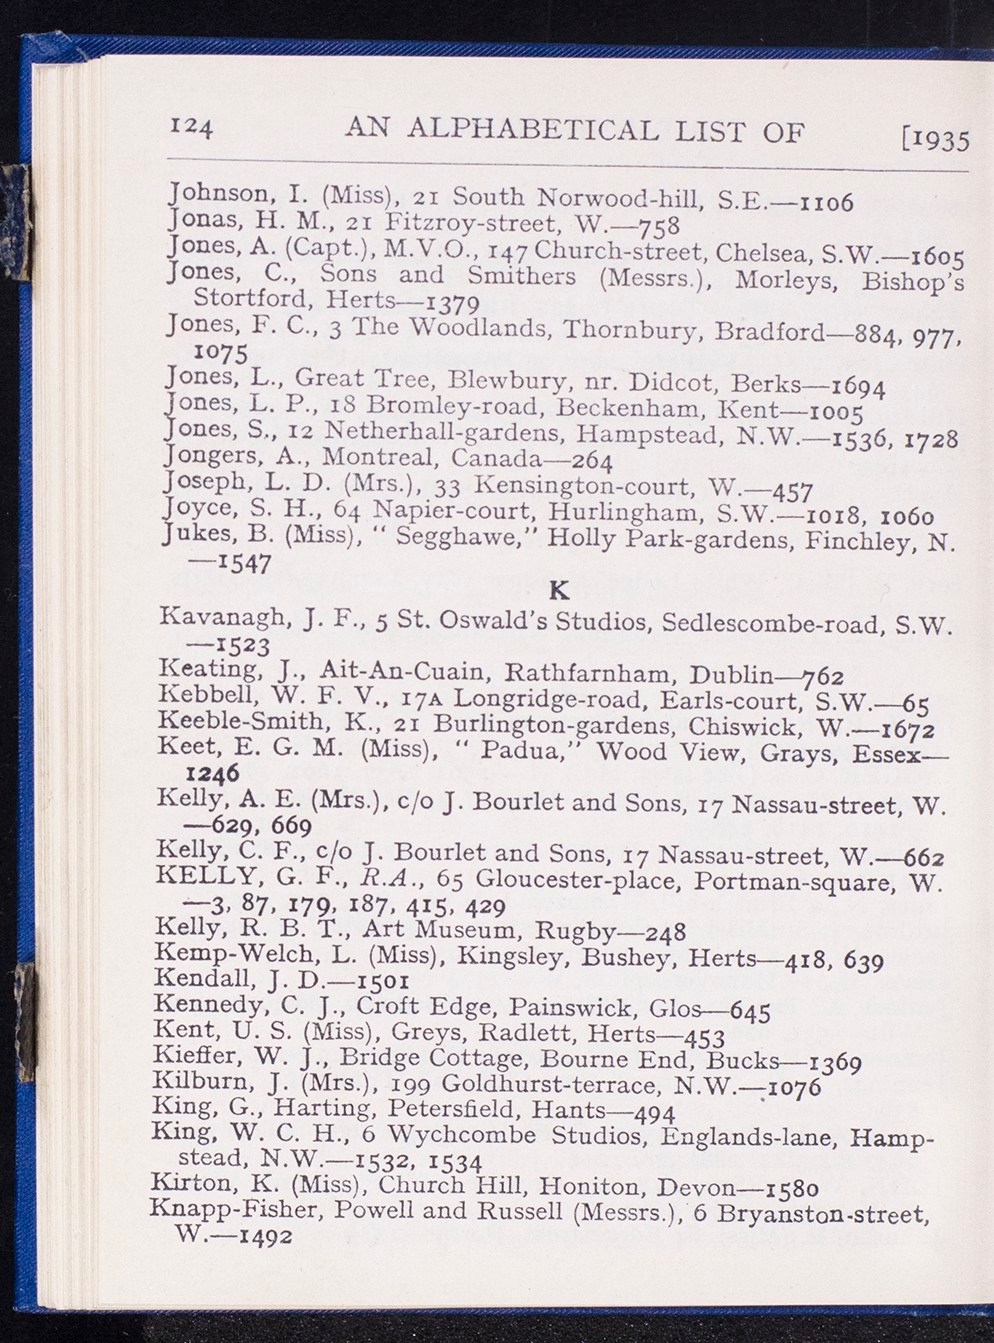 124 AN ALPHABETICAL LIST OF [1935
Johnson, I. (Miss), 21 South Norwood-hill, S.E.—1106
Jonas, H. M., 21 Fitzroy-street, W.—758
Jones, A. (Capt.), M.V.O., 147 Church-street, Chelsea, S.W.—1605
Jones, C., Sons and Smithers (Messrs.), Morleys, Bishop's
Stortford, Herts—1379
Jones, F. C., 3 The Woodlands, Thornbury, Bradford—884, 977,
1075
Jones, L., Great Tree, Blewbury, nr. Didcot, Berks—1694
Jones, L. P., 18 Bromley-road, Beckenham, Kent—1005
Jones, S., 12 Netherhall-gardens, Hampstead, N.W.—1536, 1728
Jongers, A., Montreal, Canada—264
Joseph, L. D. (Mrs.), 33 Kensington-court, W.—457
Joyce, S. H., 64 Napier-court, Hurlingham, S.W.—1018, 1060
Jukes, B. (Miss), “ Segghawe,” Holly Park-gardens, Finchley, N.
—1547
K
Kavanagh, J. F., 5 St. Oswald's Studios, Sedlescombe-road, S.W.
—1523
Keating, J., Ait-An-Cuain, Rathfarnham, Dublin—762
Kebbell, W. F. V., 17A Longridge-road, Earls-court, S.W.—65
Keeble-Smith, K., 21 Burlington-gardens, Chiswick, W.—1672
Keet, E. G. M. (Miss), “ Padua,” Wood View, Grays, Essex—
1246
Kelly, A. E. (Mrs.), c/o J. Bourlet and Sons, 17 Nassau-street, W.
—629, 669
Kelly, C. F., c/o J. Bourlet and Sons, 17 Nassau-street, W.—662
KELLY, G. F., R.A., 65 Gloucester-place, Portman-square, W.
—3, 87, 179, 187, 415, 429
Kelly, R. B. T., Art Museum, Rugby—248
Kemp-Welch, L. (Miss), Kingsley, Bushey, Herts—418, 639
Kendall, J. D.—1501
Kennedy, C. J., Croft Edge, Painswick, Glos—645
Kent, U. S. (Miss), Greys, Radlett, Herts—453
Kieffer, W. J., Bridge Cottage, Bourne End, Bucks—1369
Kilburn, J. (Mrs.), 199 Goldhurst-terrace, N.W.—1076
King, G., Harting, Petersfield, Hants—494
King, W. C. H., 6 Wychcombe Studios, Englands-lane, Hamp-
stead, N.W.—1532, 1534
Kirton, K. (Miss), Church Hill, Honiton, Devon—1580
Knapp-Fisher, Powell and Russell (Messrs.), 6 Bryanston-street,
W.—1492